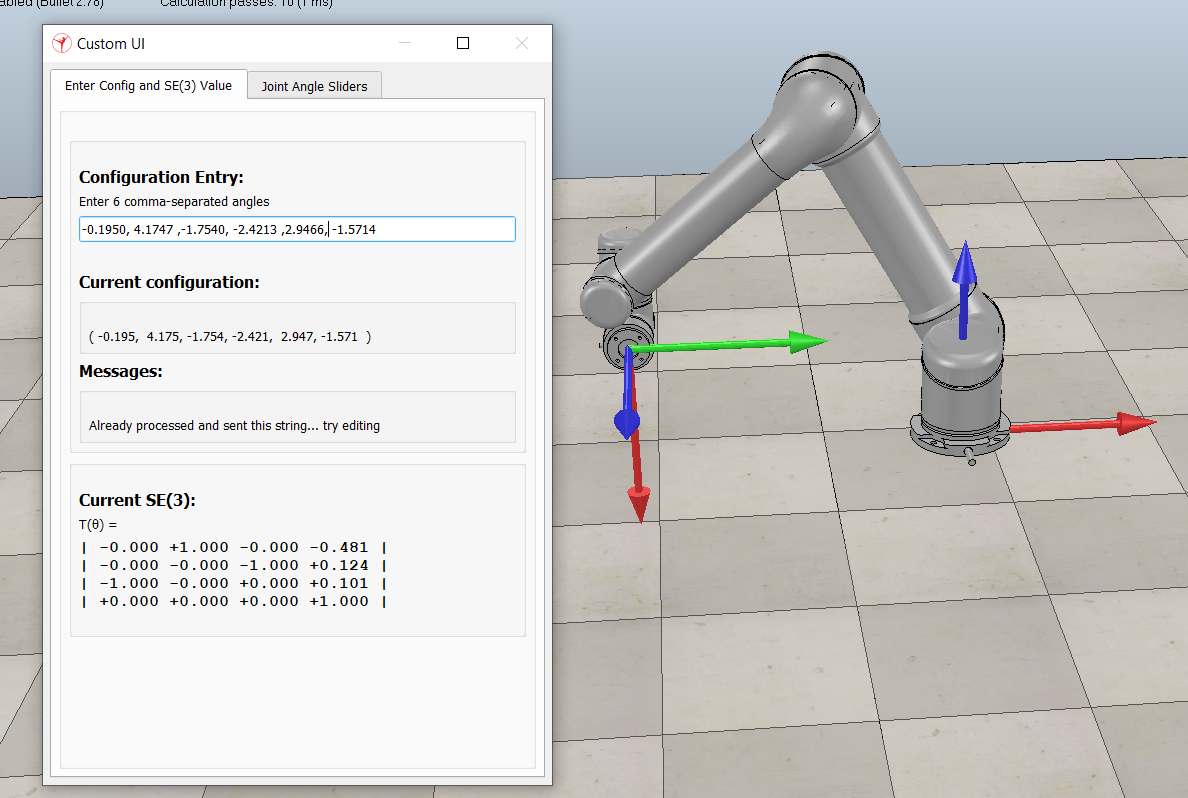 abled (Bullet 2.78) Calculation passes: 10 (1 ms)
Custom UI
Enter Config and SE(3) Value Joint Angle Sliders
Configuration Entry:
Enter 6 comma-separated angles
-0.1950, 4.1747 ,-1.7540, -2.4213 ,2.9466, -1.5714
Current configuration:
( -0.195, 4.175, -1.754, -2.421, 2.947, -1.571 )
Messages:
Already processed and sent this string... try editing
Current SE(3):
T(θ) =
| -0.000 +1.000 -0.000 -0.481 |
| -0.000 -0.000 -1.000 +0.124 |
| -1.000 -0.000 +0.000 +0.101 |
| +0.000 +0.000 +0.000 +1.000 |